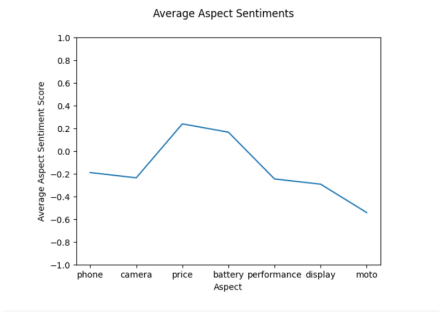 Average Aspect Sentiments
Average Aspect Sentiment Score
1.0
0.8
0.6
0.4
0.2
0.0
−0.2
−0.4
−0.6
−0.8
−1.0
phone camera price battery performance display moto
Aspect